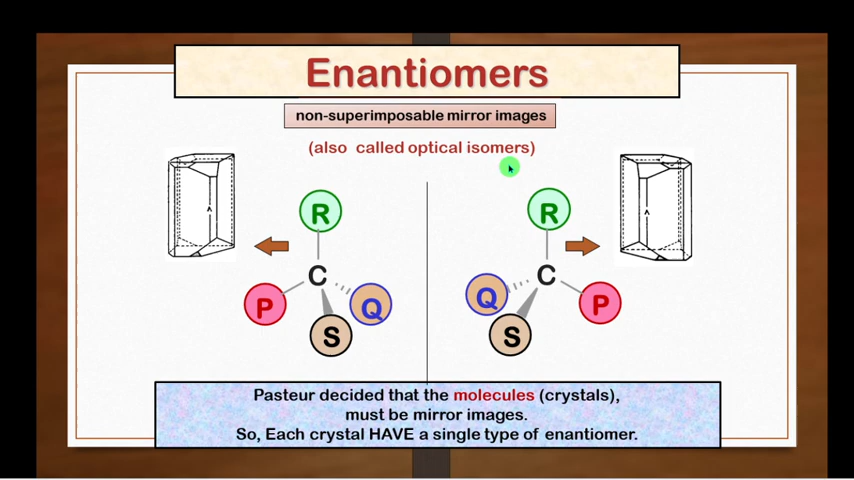 Enantiomers
non-superimposable mirror images
(also called optical isomers)
R
C
P
Q
S
R
C
Q
P
S
Pasteur decided that the molecules (crystals),
must be mirror images.
So, Each crystal HAVE a single type of enantiomer.